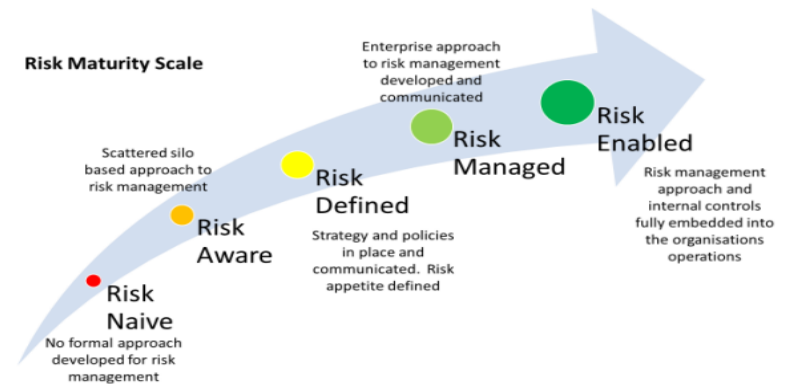 Risk Maturity Scale
No formal approach
developed for risk
management
Risk
Naive
Scattered silo
based approach to
risk management
Risk
Aware
Risk
Defined
Strategy and policies
in place and
communicated.  Risk
appetite defined
Enterprise approach
to risk management
developed and
communicated
Risk
Managed
Risk
Enabled
Risk management
approach and
internal controls
fully embedded into
the organisations
operations